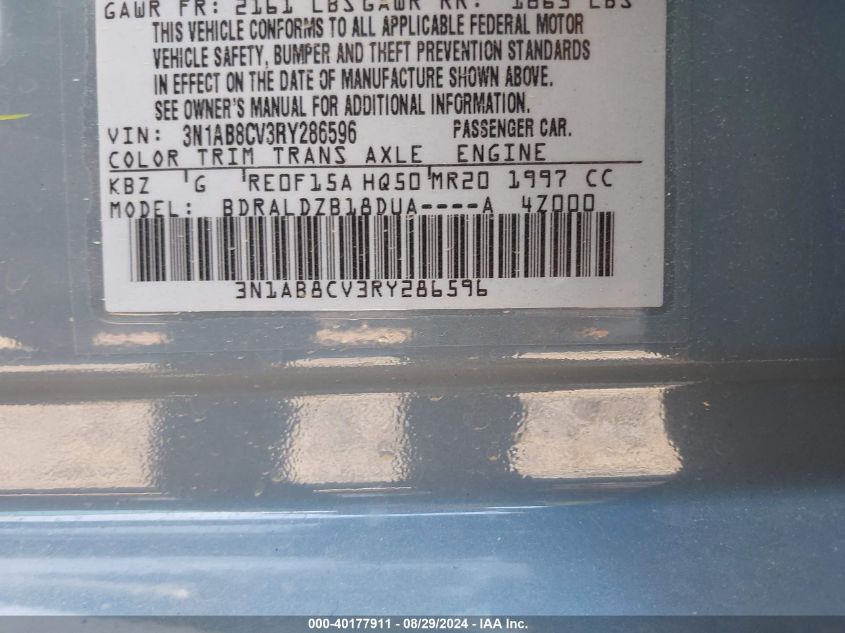 GAWR FR: 2161 LBS GAWR RR: 1863 LBS
THIS VEHICLE CONFORMS TO ALL APPLICABLE FEDERAL MOTOR
VEHICLE SAFETY, BUMPER AND THEFT PREVENTION STANDARDS
IN EFFECT ON THE DATE OF MANUFACTURE SHOWN ABOVE.
SEE OWNER'S MANUAL FOR ADDITIONAL INFORMATION.
VIN: 3N1AB8CV3RY286596 PASSENGER CAR.
COLOR TRIM TRANS AXLE ENGINE
KBZ G RE0F15A HQ50 MR20 1997 CC
MODEL: BDRALDZB18DUA----A 4Z000
3N1AB8CV3RY286596
000-40177911 - 08/29/2024 - IAA Inc.